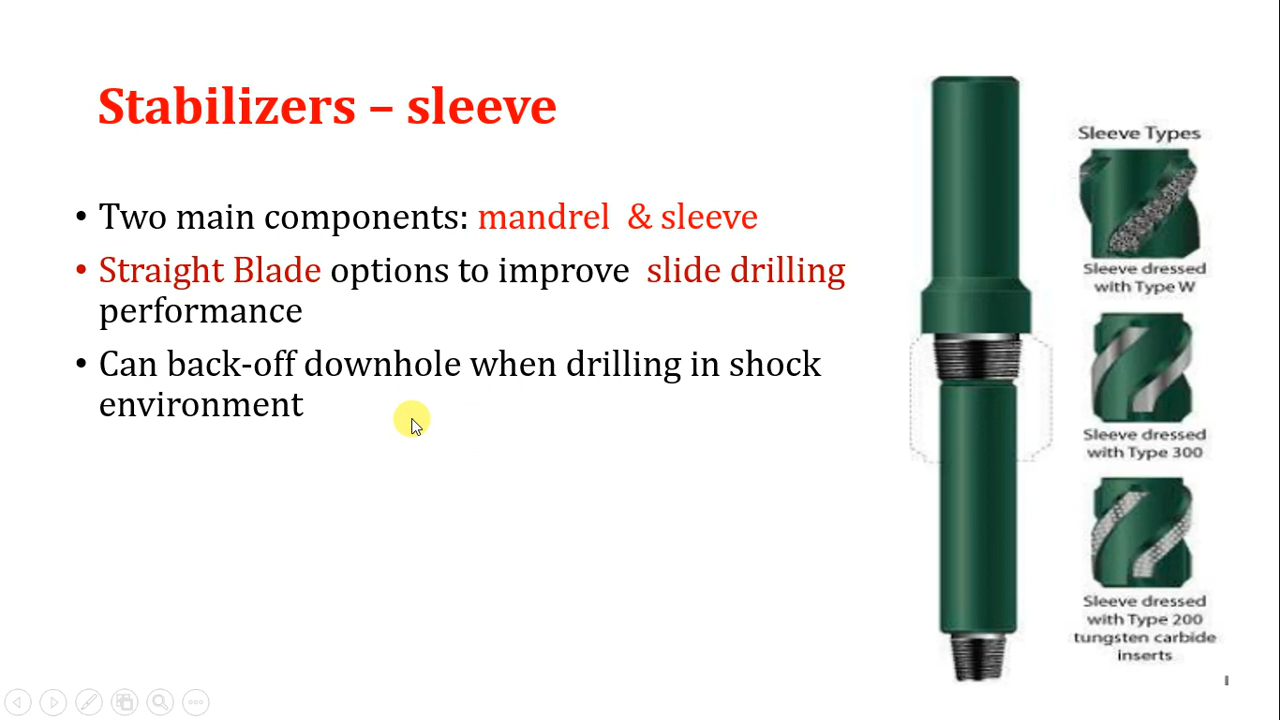 Stabilizers – sleeve
• Two main components: mandrel & sleeve
• Straight Blade options to improve slide drilling
performance
• Can back-off downhole when drilling in shock
environment
Sleeve Types
Sleeve dressed
with Type W
Sleeve dressed
with Type 300
Sleeve dressed
with Type 200
tungsten carbide
inserts